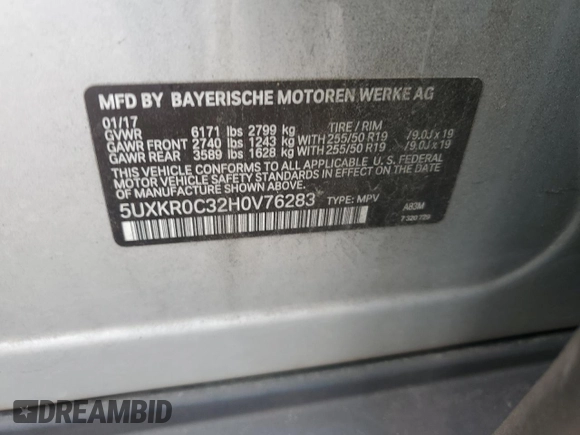 MFD BY BAYERISCHE MOTOREN WERKE AG
01/17 TIRE / RIM
GVWR 6171 lbs 2799 kg
GAWR FRONT 2740 lbs 1243 kg WITH 255/50 R19 /9.0J x 19
GAWR REAR 3589 lbs 1628 kg WITH 255/50 R19 /9.0J x 19
THIS VEHICLE CONFORMS TO ALL APPLICABLE U. S. FEDERAL
MOTOR VEHICLE SAFETY STANDARDS IN EFFECT ON THE DATE
OF MANUFACTURE SHOWN ABOVE.
5UXKR0C32H0V76283 TYPE: MPV A83M
DREAMBID